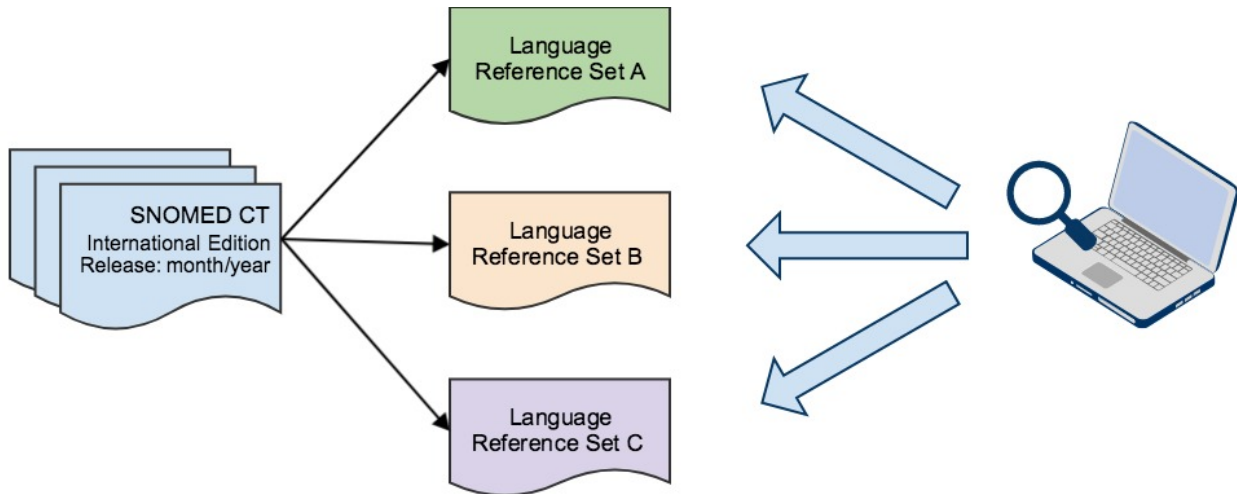 Language
Reference Set A
SNOMED CT
International Edition
Release: month/year
Language
Reference Set B
Language
Reference Set C